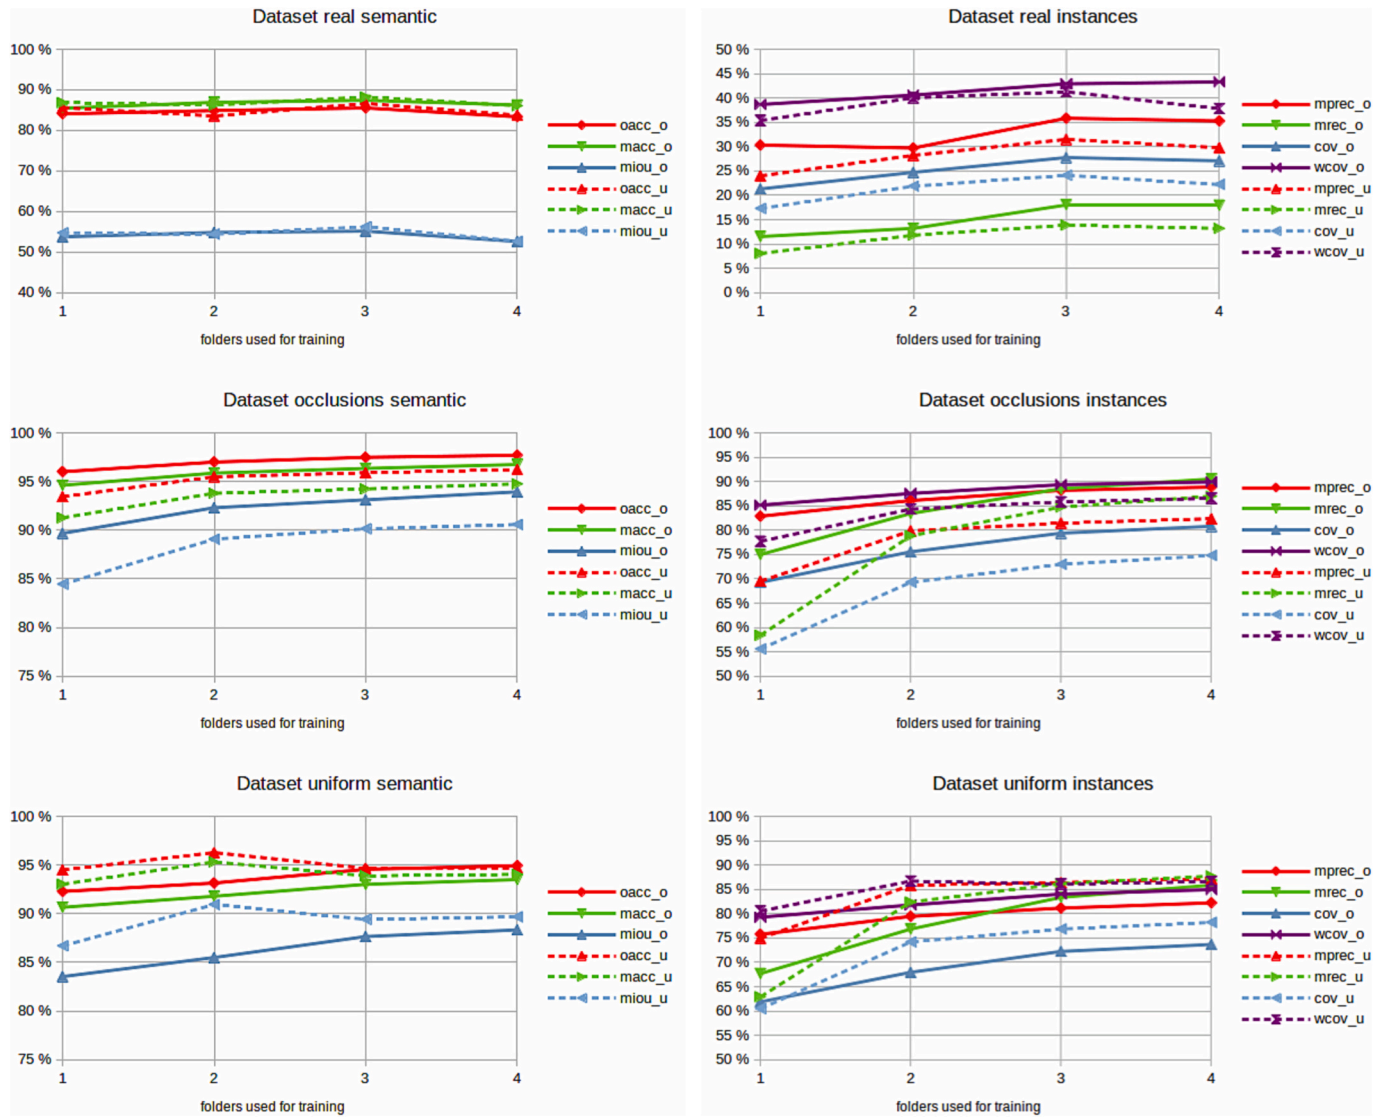 Dataset real semantic
100 %
90 %
80 %
70 %
60 %
50 %
40 %
1 2 3 4
folders used for training
oacc_o
macc_o
miou_o
oacc_u
macc_u
miou_u
Dataset real instances
50 %
45 %
40 %
35 %
30 %
25 %
20 %
15 %
10 %
5 %
0 %
1 2 3 4
folders used for training
mprec_o
mrec_o
cov_o
wcov_o
mprec_u
mrec_u
cov_u
wcov_u
Dataset occlusions semantic
100 %
95 %
90 %
85 %
80 %
75 %
1 2 3 4
folders used for training
oacc_o
macc_o
miou_o
oacc_u
macc_u
miou_u
Dataset occlusions instances
100 %
95 %
90 %
85 %
80 %
75 %
70 %
65 %
60 %
55 %
50 %
1 2 3 4
folders used for training
mprec_o
mrec_o
cov_o
wcov_o
mprec_u
mrec_u
cov_u
wcov_u
Dataset uniform semantic
100 %
95 %
90 %
85 %
80 %
75 %
1 2 3 4
folders used for training
oacc_o
macc_o
miou_o
oacc_u
macc_u
miou_u
Dataset uniform instances
100 %
95 %
90 %
85 %
80 %
75 %
70 %
65 %
60 %
55 %
50 %
1 2 3 4
folders used for training
mprec_o
mrec_o
cov_o
wcov_o
mprec_u
mrec_u
cov_u
wcov_u